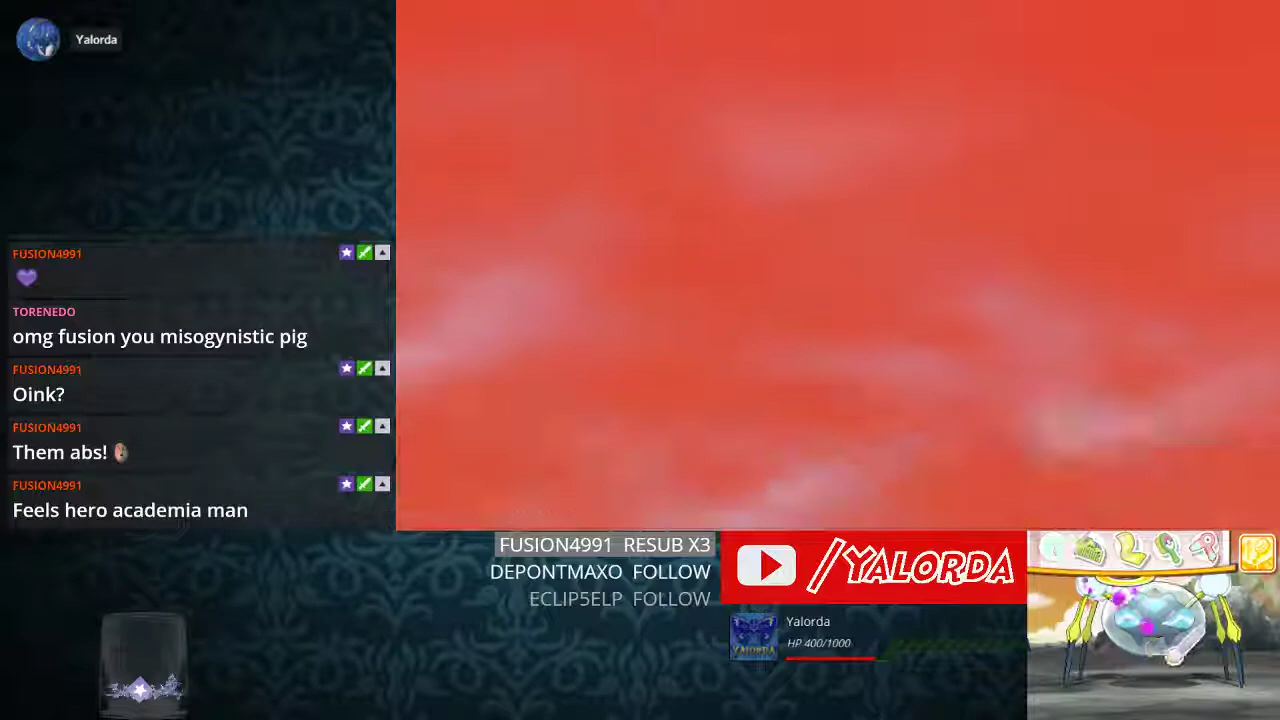 Yalorda
FUSION4991
TORENEDO
omg fusion you misogynistic pig
FUSION4991
Oink?
FUSION4991
Them abs!
FUSION4991
Feels hero academia man
FUSION4991 RESUB X3
DEPONTMAXO FOLLOW
ECLIP5ELP FOLLOW
/YALORDA
Yalorda
HP 400/1000
YALORDA